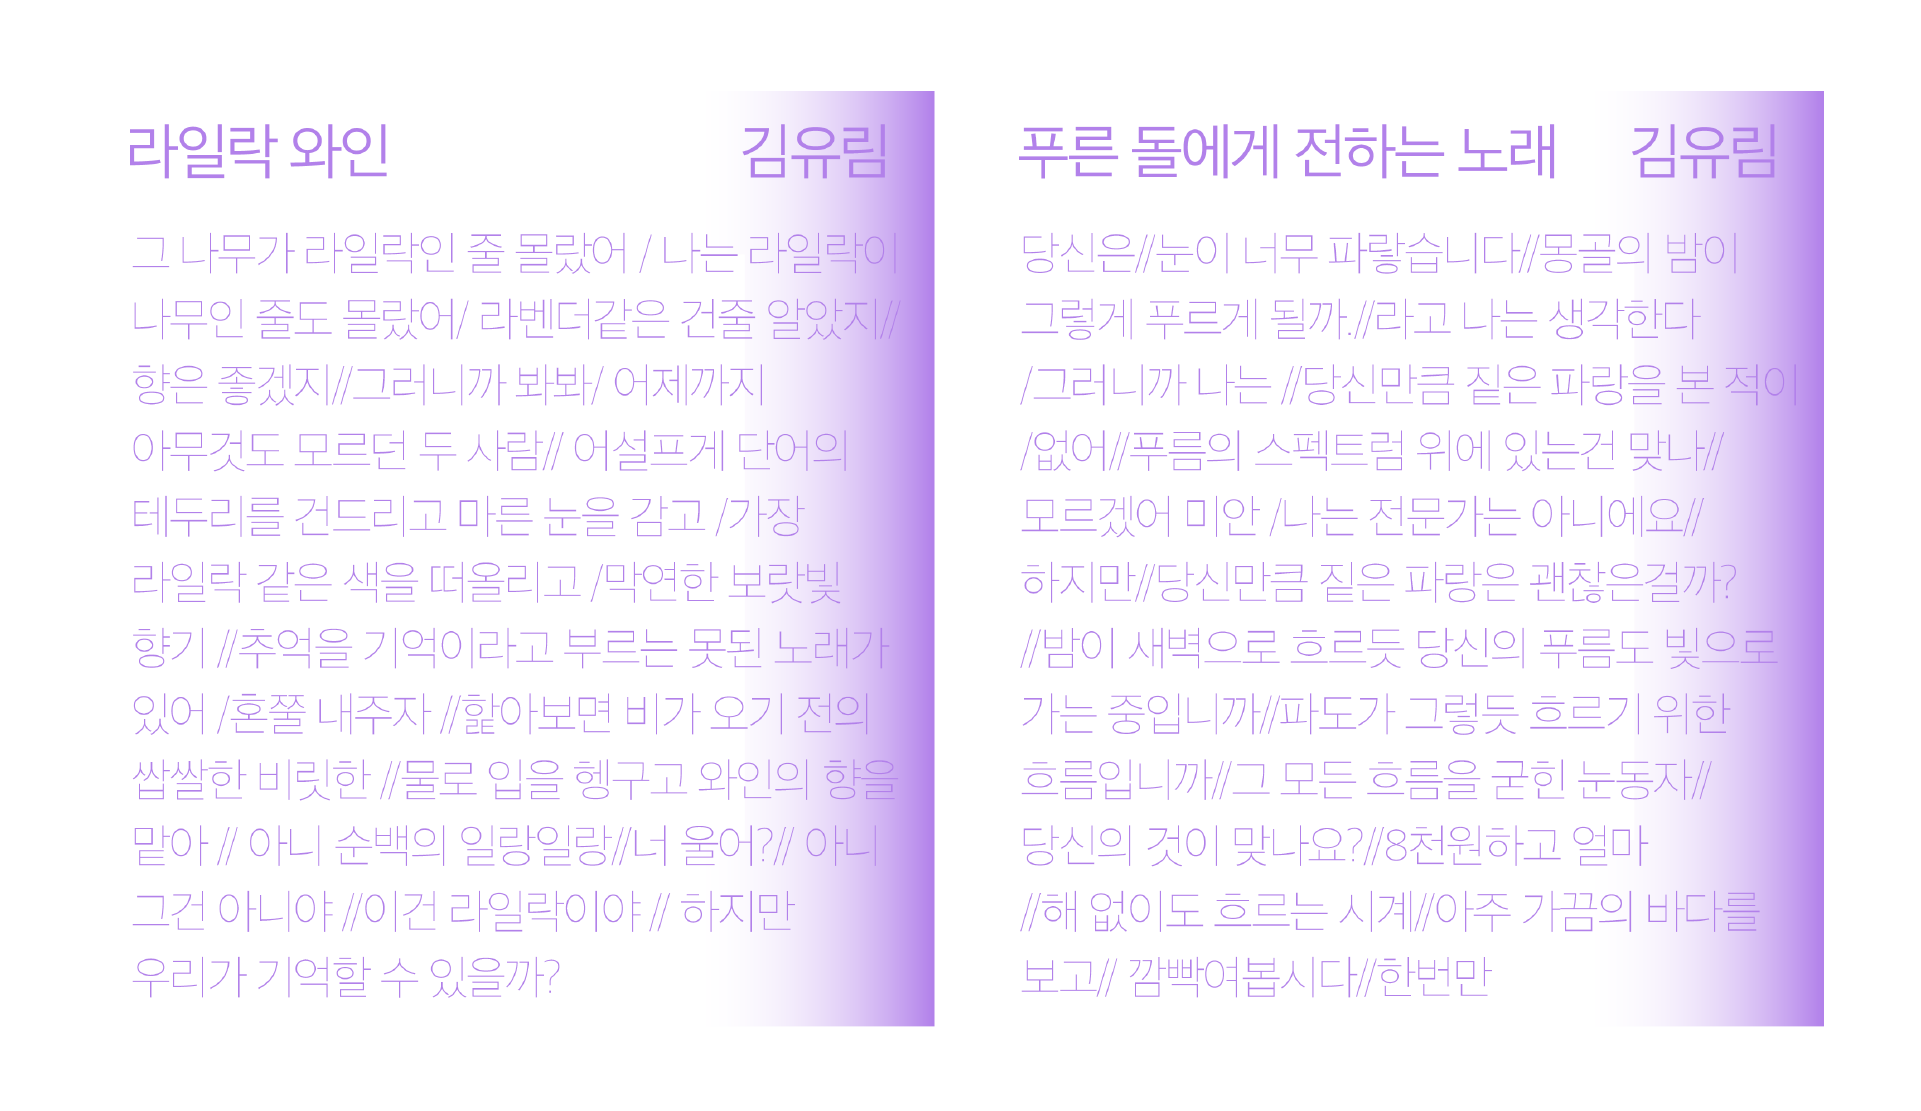 라일락 와인 김유림
그 나무가 라일락인 줄 몰랐어 / 나는 라일락이
나무인 줄도 몰랐어/ 라벤더같은 건줄 알았지//
향은 좋겠지//그러니까 봐봐/ 어제까지
아무것도 모르던 두 사람// 어설프게 단어의
테두리를 건드리고 마른 눈을 감고 /가장
라일락 같은 색을 떠올리고 /막연한 보랏빛
향기 //추억을 기억이라고 부르는 못된 노래가
있어 /혼쭐 내주자 //핥아보면 비가 오기 전의
쌉쌀한 비릿한 //물로 입을 헹구고 와인의 향을
맡아 // 아니 순백의 일랑일랑//너 울어?// 아니
그건 아니야 //이건 라일락이야 // 하지만
우리가 기억할 수 있을까?
푸른 돌에게 전하는 노래 김유림
당신은//눈이 너무 파랗습니다//몽골의 밤이
그렇게 푸르게 될까.//라고 나는 생각한다
/그러니까 나는 //당신만큼 짙은 파랑을 본 적이
/없어//푸름의 스펙트럼 위에 있는건 맞나//
모르겠어 미안 /나는 전문가는 아니에요//
하지만//당신만큼 짙은 파랑은 괜찮은걸까?
//밤이 새벽으로 흐르듯 당신의 푸름도 빛으로
가는 중입니까//파도가 그렇듯 흐르기 위한
흐름입니까//그 모든 흐름을 굳힌 눈동자//
당신의 것이 맞나요?//8천원하고 얼마
//해 없이도 흐르는 시계//아주 가끔의 바다를
보고// 깜빡여봅시다//한번만